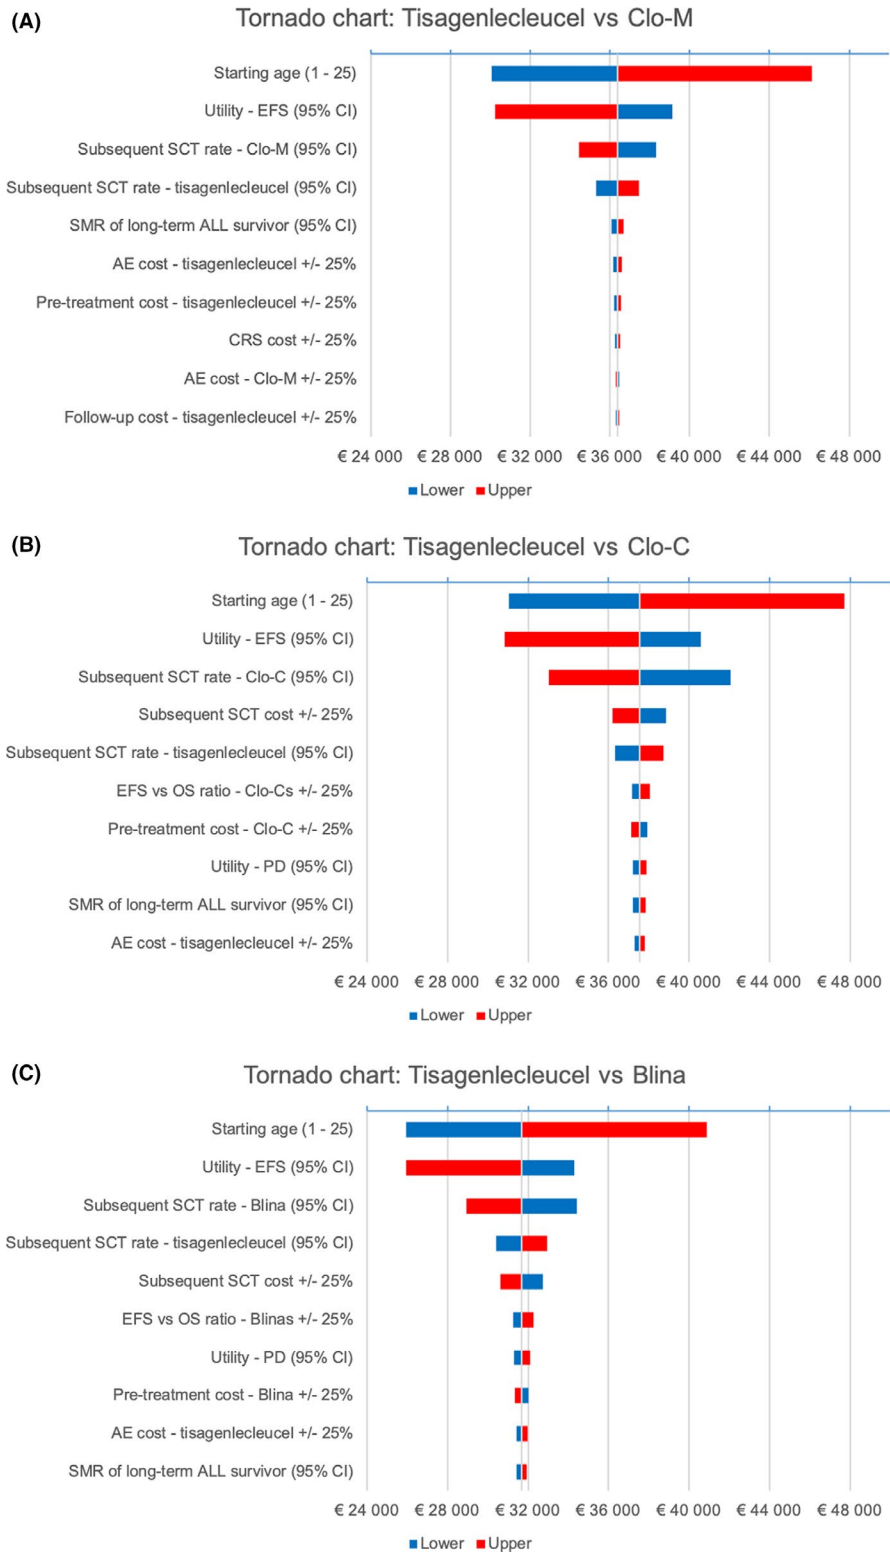 (A)
Tornado chart: Tisagenlecleucel vs Clo-M
Starting age (1 - 25)
Utility - EFS (95% CI)
Subsequent SCT rate - Clo-M (95% CI)
Subsequent SCT rate - tisagenlecleucel (95% CI)
SMR of long-term ALL survivor (95% CI)
AE cost - tisagenlecleucel +/- 25%
Pre-treatment cost - tisagenlecleucel +/- 25%
CRS cost +/- 25%
AE cost - Clo-M +/- 25%
Follow-up cost - tisagenlecleucel +/- 25%
€ 24 000 € 28 000 € 32 000 € 36 000 € 40 000 € 44 000 € 48 000
Lower Upper
(B)
Tornado chart: Tisagenlecleucel vs Clo-C
Starting age (1 - 25)
Utility - EFS (95% CI)
Subsequent SCT rate - Clo-C (95% CI)
Subsequent SCT cost +/- 25%
Subsequent SCT rate - tisagenlecleucel (95% CI)
EFS vs OS ratio - Clo-Cs +/- 25%
Pre-treatment cost - Clo-C +/- 25%
Utility - PD (95% CI)
SMR of long-term ALL survivor (95% CI)
AE cost - tisagenlecleucel +/- 25%
€ 24 000 € 28 000 € 32 000 € 36 000 € 40 000 € 44 000 € 48 000
Lower Upper
(C)
Tornado chart: Tisagenlecleucel vs Blina
Starting age (1 - 25)
Utility - EFS (95% CI)
Subsequent SCT rate - Blina (95% CI)
Subsequent SCT rate - tisagenlecleucel (95% CI)
Subsequent SCT cost +/- 25%
EFS vs OS ratio - Blinas +/- 25%
Utility - PD (95% CI)
Pre-treatment cost - Blina +/- 25%
AE cost - tisagenlecleucel +/- 25%
SMR of long-term ALL survivor (95% CI)
€ 24 000 € 28 000 € 32 000 € 36 000 € 40 000 € 44 000 € 48 000
Lower Upper